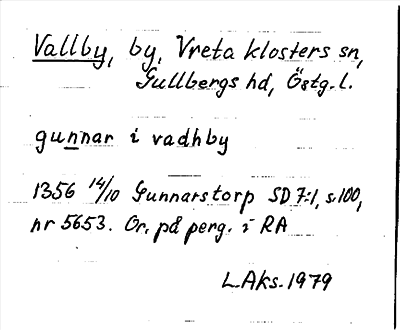 Vallby, by, Vreta klosters sn,
Gullbergs hd, Östg. l.
gunnar i vadhby
1356 14/10 Gunnarstorp SD 7:1, s. 100,
nr 5653. Or. på perg. i RA
L. Aks. 1979